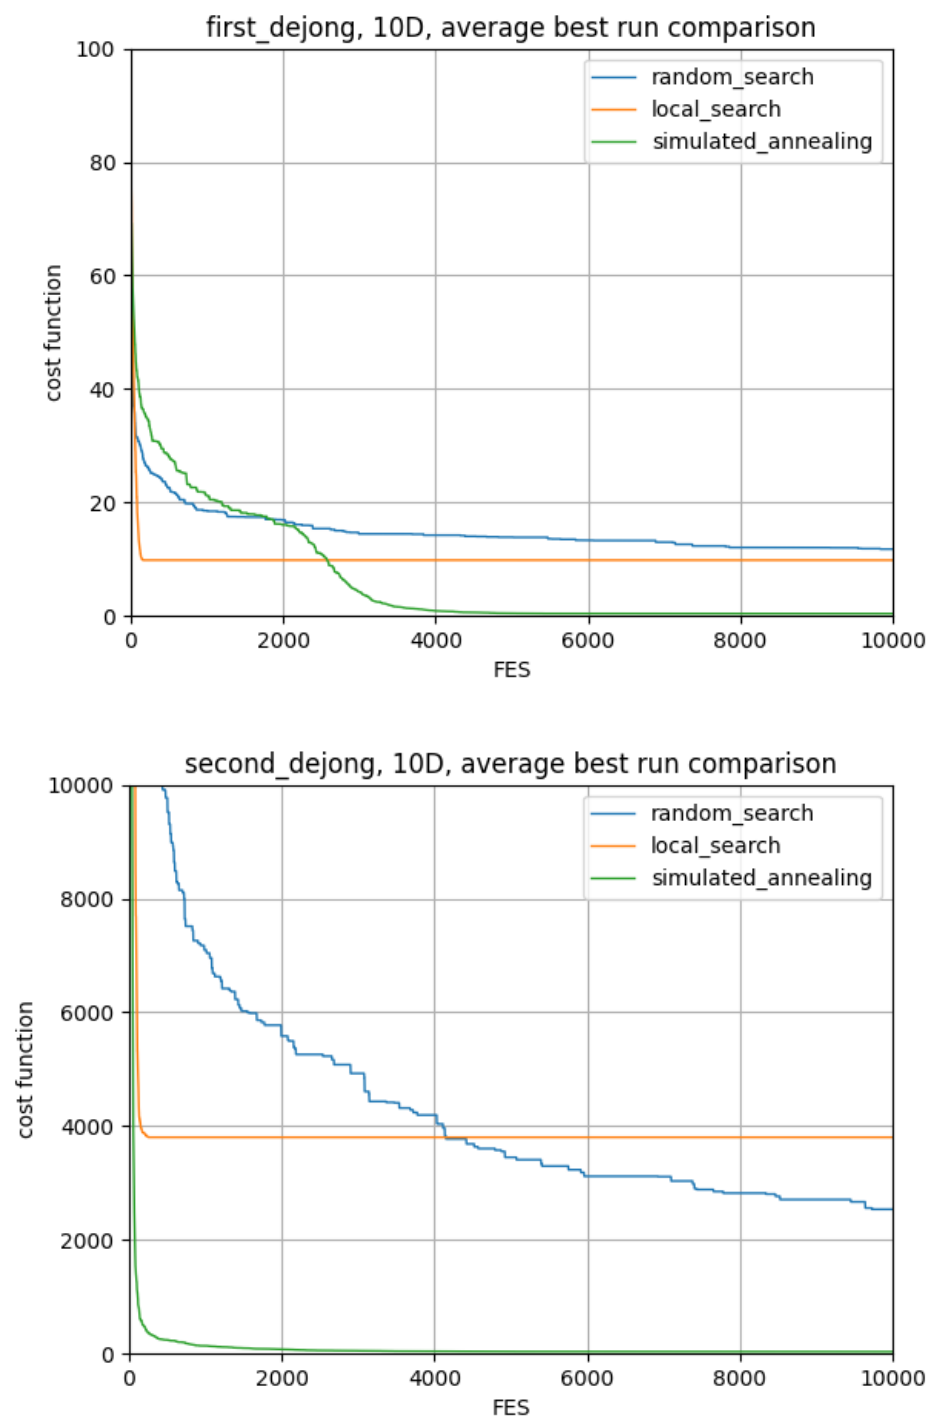 first_dejong, 10D, average best run comparison
100
80
60
40
20
0
cost function
random_search
local_search
simulated_annealing
0 2000 4000 6000 8000 10000
FES
second_dejong, 10D, average best run comparison
10000
8000
6000
4000
2000
0
cost function
random_search
local_search
simulated_annealing
0 2000 4000 6000 8000 10000
FES